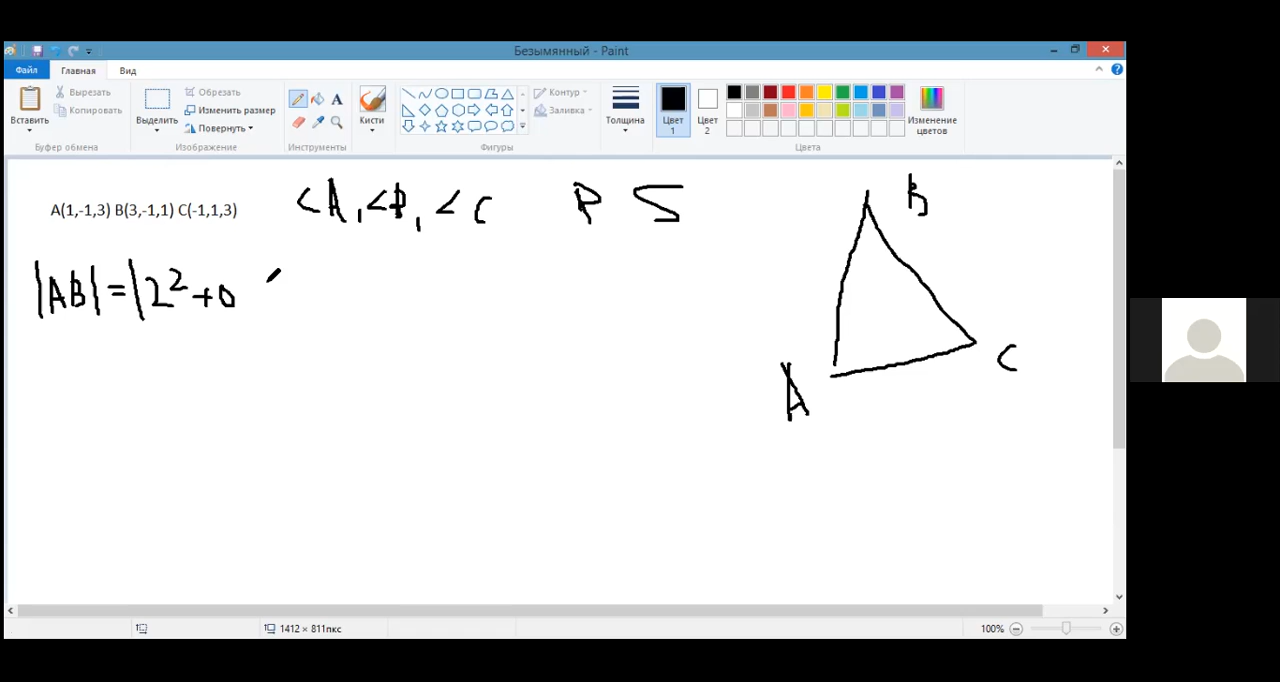 Безымянный - Paint
Файл Главная Вид
Вставить
Вырезать
Копировать
Буфер обмена
Выделить
Обрезать
Изменить размер
Повернуть
Изображение
A
Инструменты
Кисти
Контур
Заливка
Фигуры
Толщина
Цвет 1
Цвет 2
Изменение цветов
Цвета
A(1,-1,3) B(3,-1,1) C(-1,1,3)
<A, <B, <C P S
|AB| = |2² + 0
B
C
A
1412 × 811пкс
100%